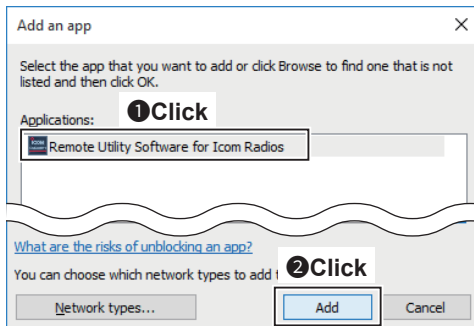 Add an app
Select the app that you want to add or click Browse to find one that is not
listed and then click OK.
❶Click
Applications:
Remote Utility Software for Icom Radios
What are the risks of unblocking an app?
You can choose which network types to add
❷Click
Network types...
Add
Cancel